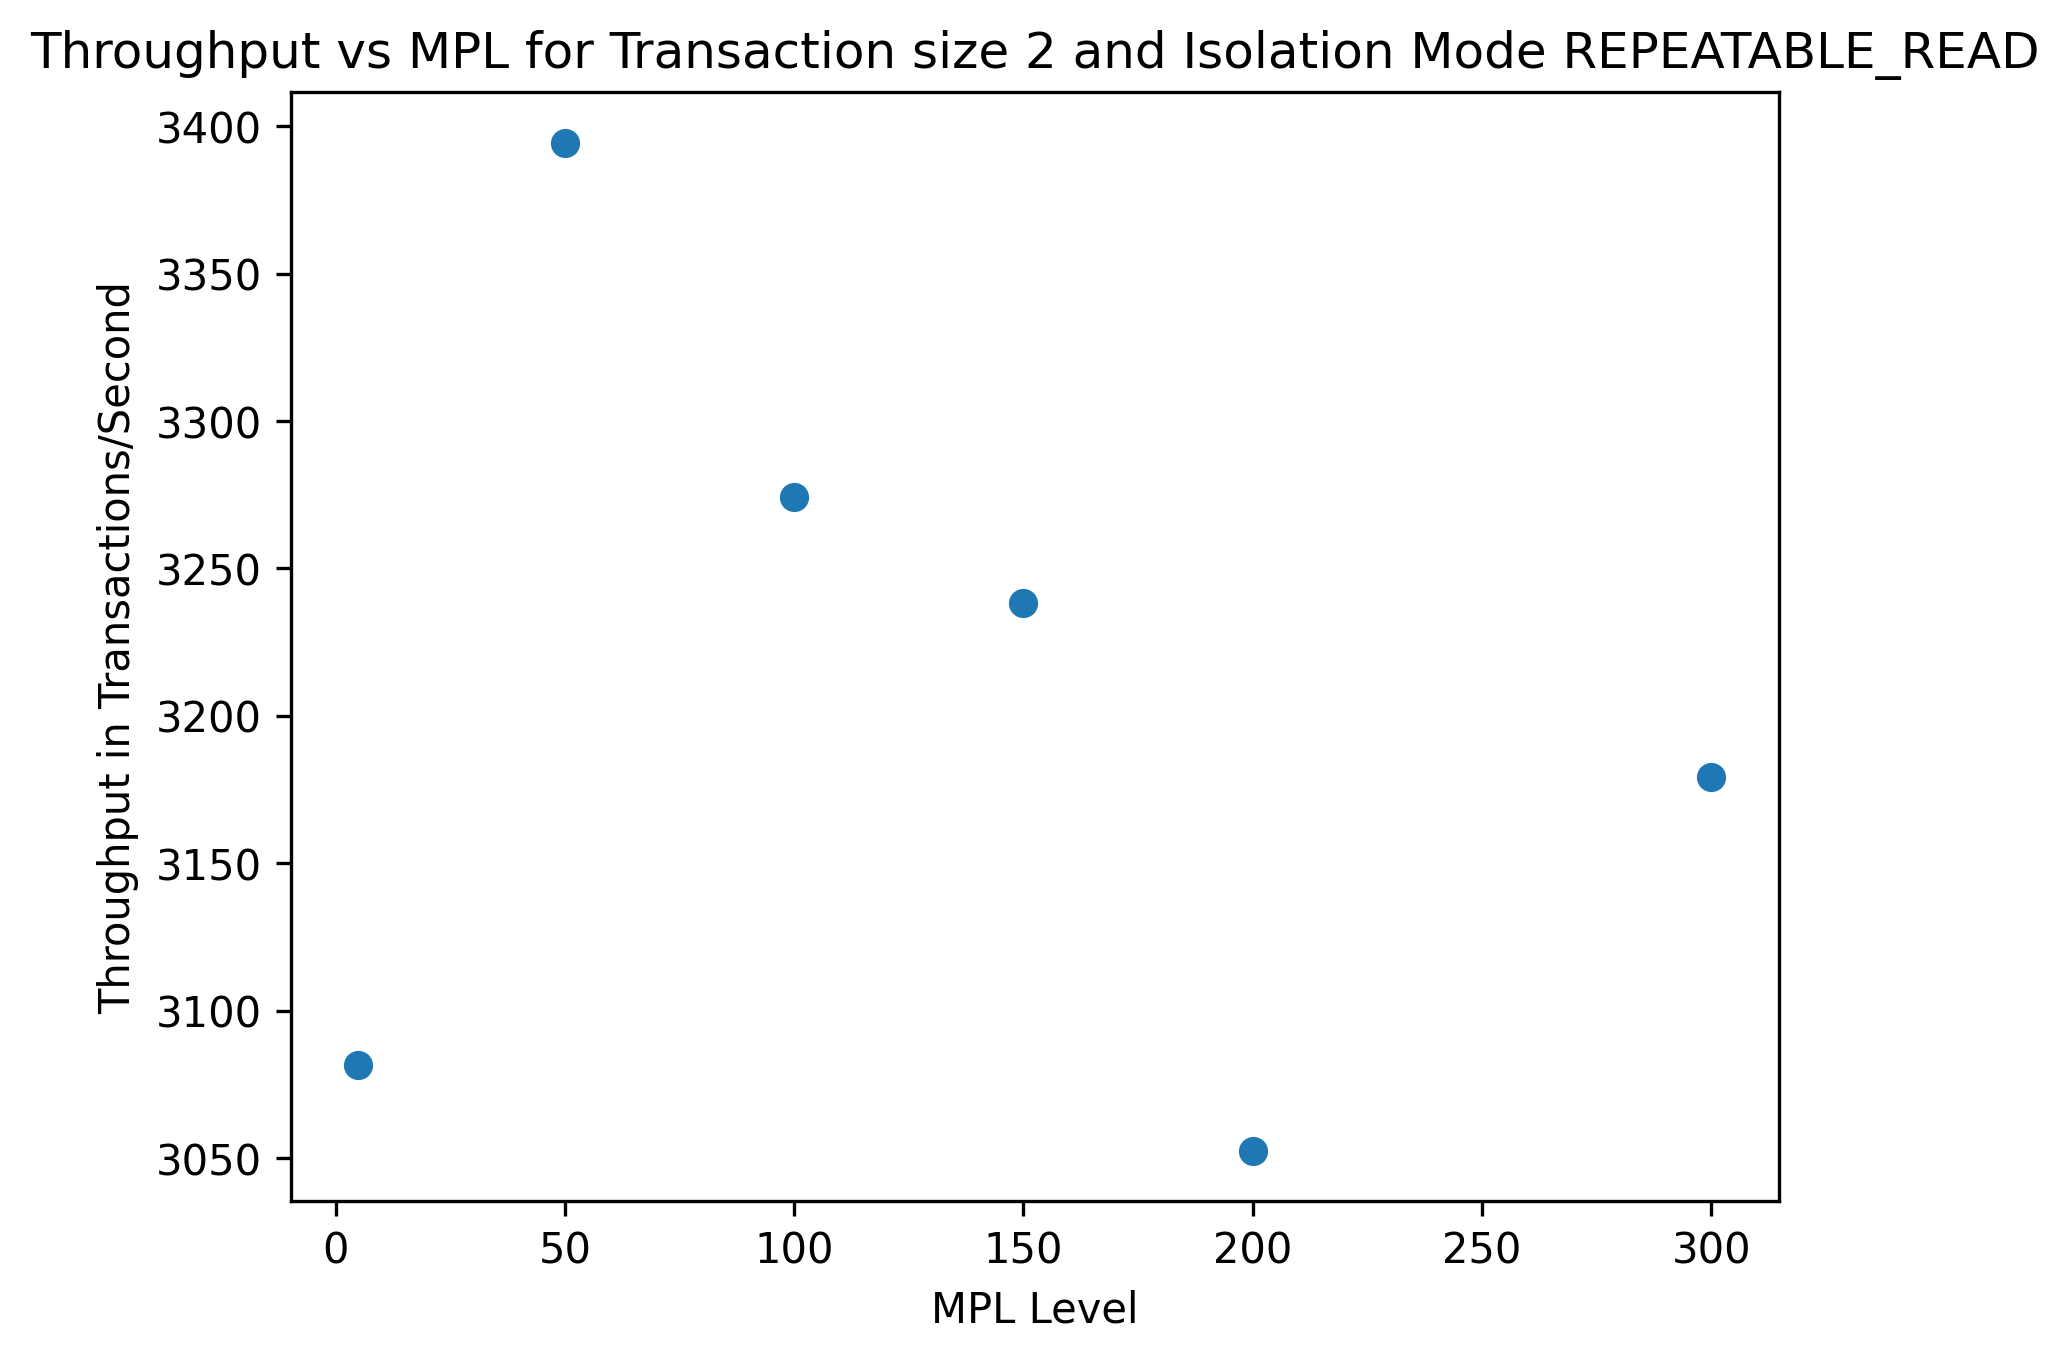 Throughput vs MPL for Transaction size 2 and Isolation Mode REPEATABLE_READ
Throughput in Transactions/Second
3400
3350
3300
3250
3200
3150
3100
3050
0 50 100 150 200 250 300
MPL Level